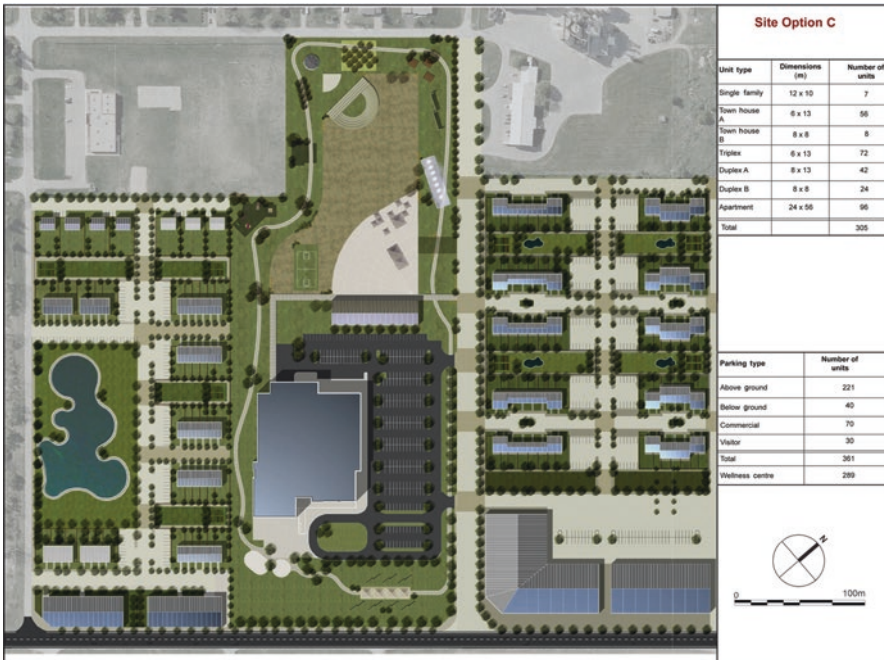 Site Option C
Unit type Dimensions (m) Number of units
Single family 12 x 10 7
Town house A 6 x 13 56
Town house B 8 x 8 8
Triplex 6 x 13 72
Duplex A 8 x 13 42
Duplex B 8 x 8 24
Apartment 24 x 56 96
Total 305
Parking type Number of units
Above ground 221
Below ground 40
Commercial 70
Visitor 30
Total 361
Wellness centre 289
N
0 100m